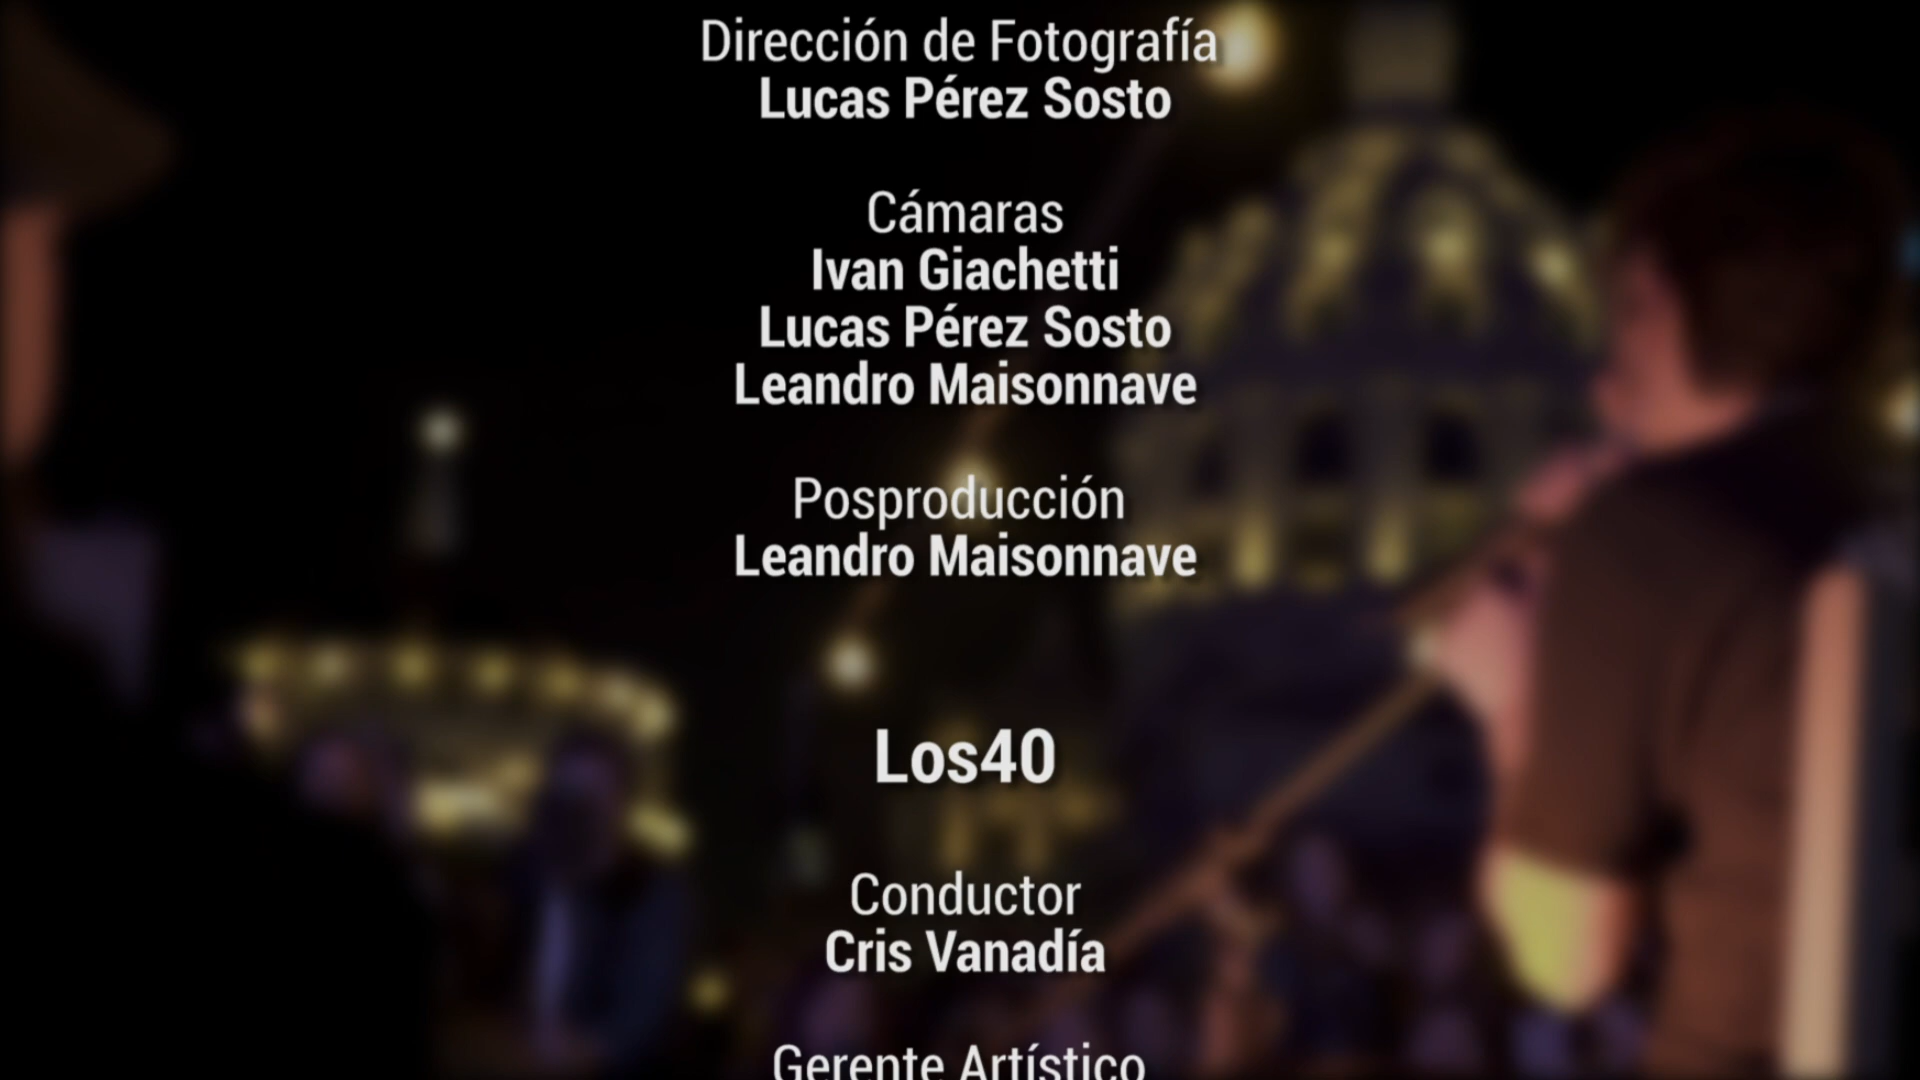 Dirección de Fotografía
Lucas Pérez Sosto
Cámaras
Ivan Giachetti
Lucas Pérez Sosto
Leandro Maisonnave
Posproducción
Leandro Maisonnave
Los40
Conductor
Cris Vanadía
Gerente Artístico